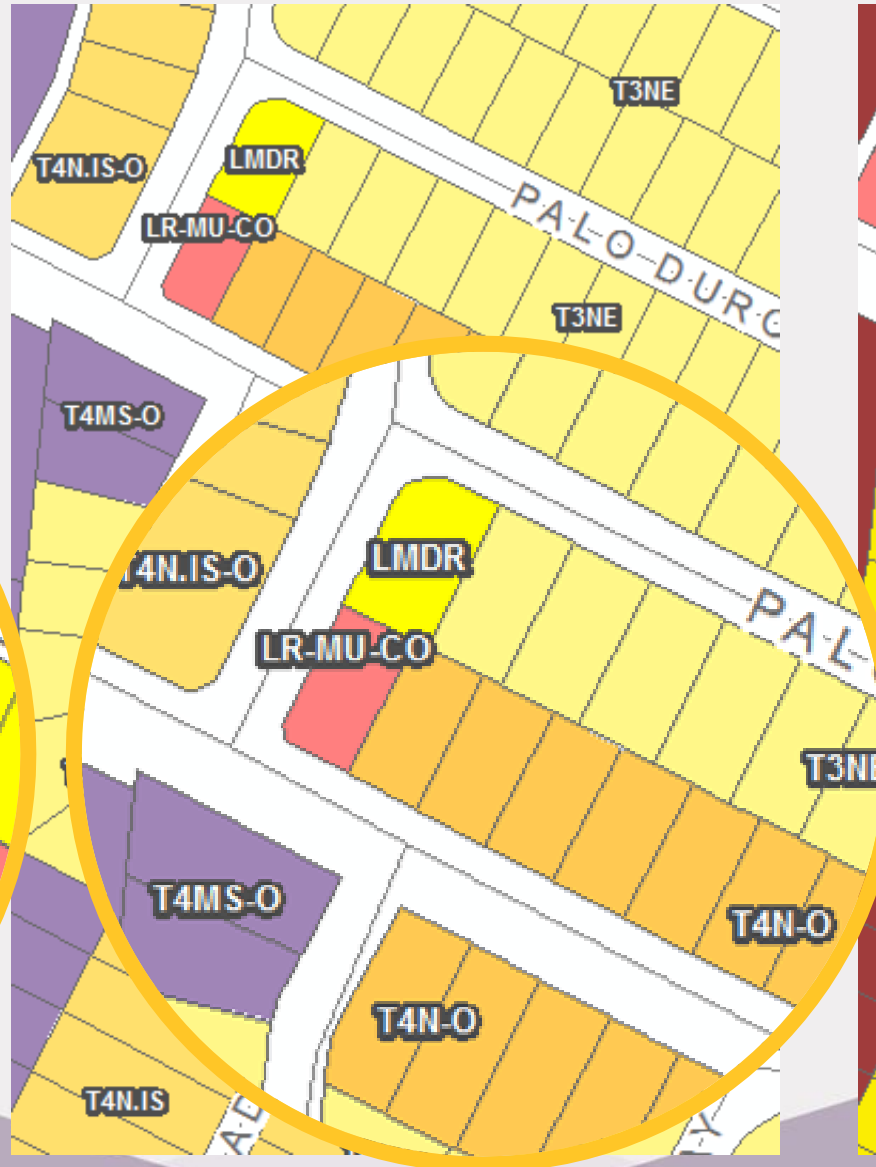 T3NE
T4N.IS-O
LMDR
LR-MU-CO
PALO DURO
T3NE
T4MS-O
LMDR
T4N.IS-O
LR-MU-CO
PAL
T3NE
T4MS-O
T4N-O
T4N-O
T4N.IS